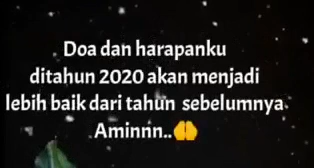 Doa dan harapanku
ditahun 2020 akan menjadi
lebih baik dari tahun sebelumnya
Aminnn..🤲